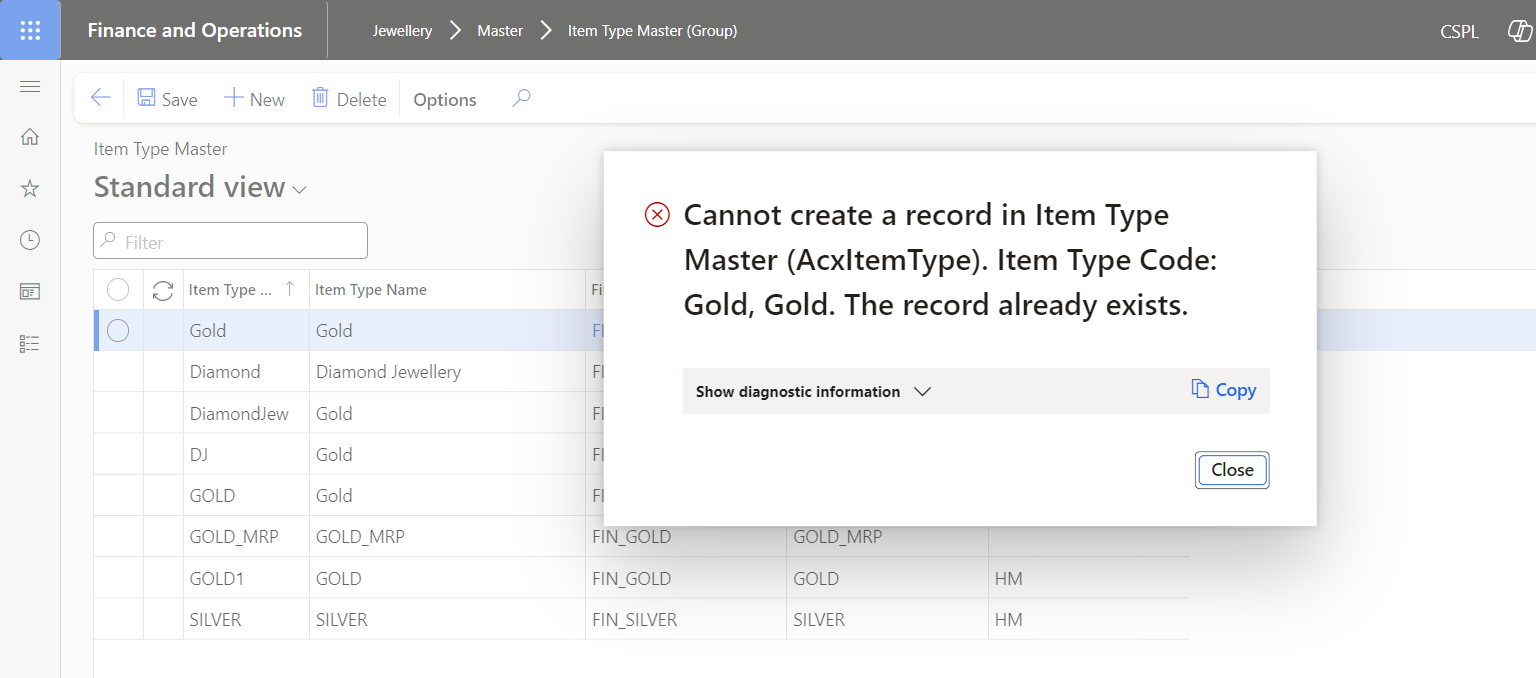 Finance and Operations
Jewellery
Master
Item Type Master (Group)
CSPL
Save
New
Delete
Options
Item Type Master
Standard view
Filter
Item Type ... Item Type Name Fi
Gold Gold FI
Diamond Diamond Jewellery FI
DiamondJew Gold FI
DJ Gold FI
GOLD Gold FI
GOLD_MRP GOLD_MRP FIN_GOLD GOLD_MRP
GOLD1 GOLD FIN_GOLD GOLD HM
SILVER SILVER FIN_SILVER SILVER HM
Cannot create a record in Item Type
Master (AcxItemType). Item Type Code:
Gold, Gold. The record already exists.
Show diagnostic information
Copy
Close